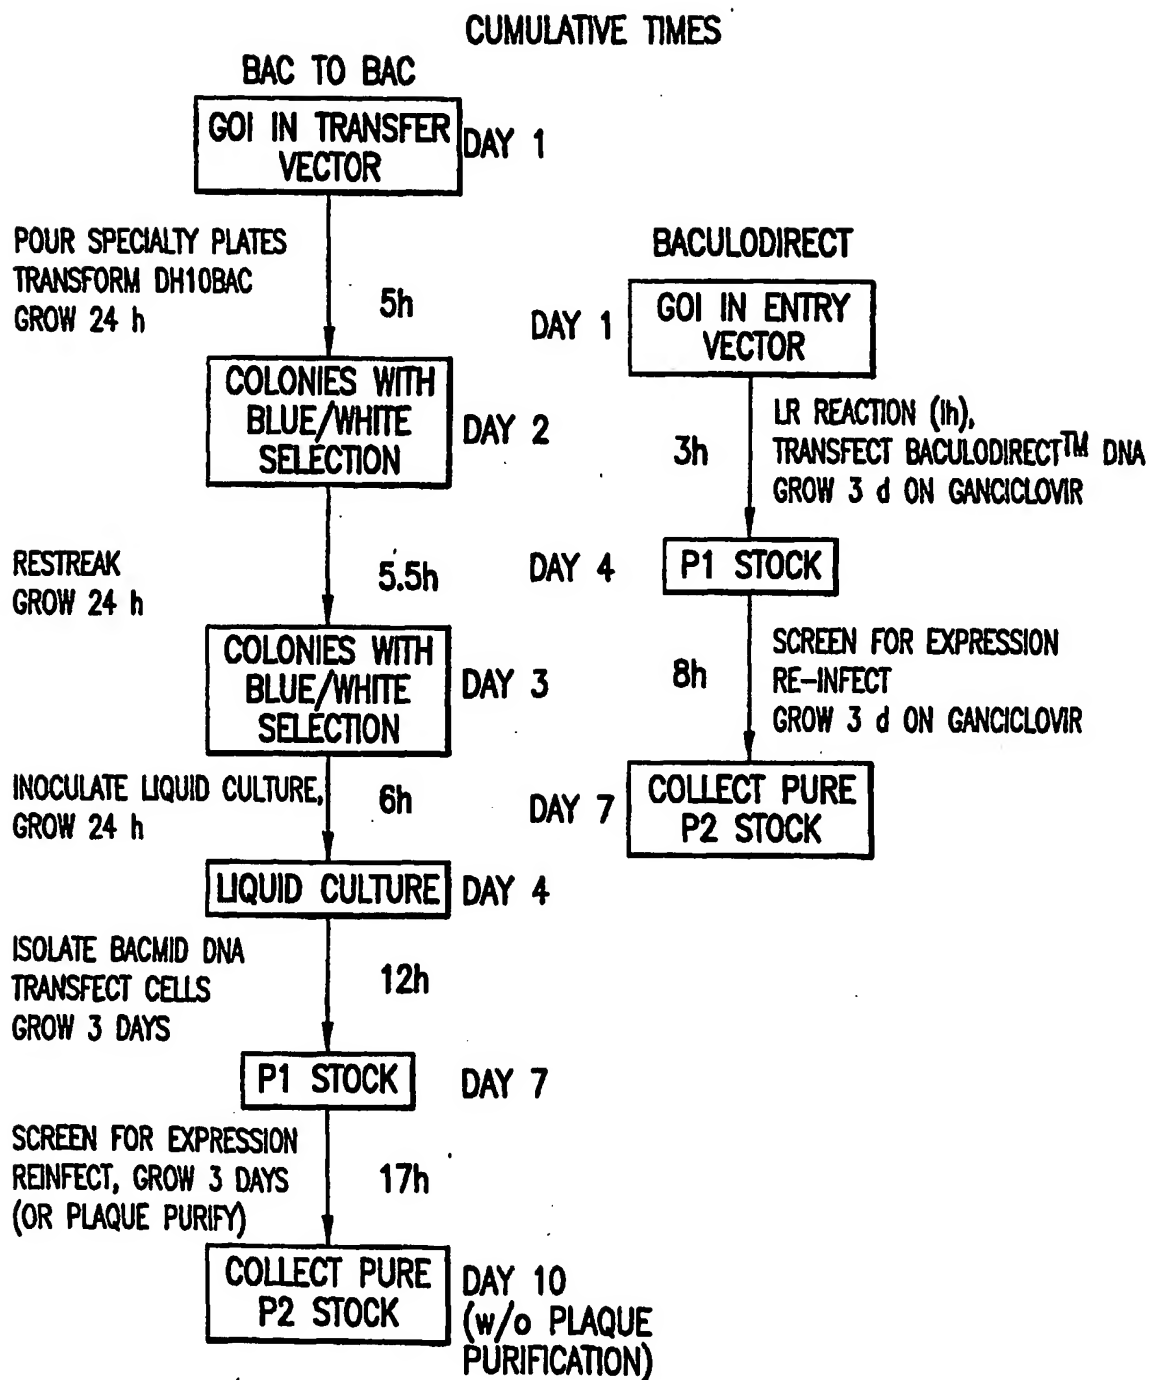 CUMULATIVE TIMES
BAC TO BAC
GOI IN TRANSFER
VECTOR
DAY 1
POUR SPECIALTY PLATES
TRANSFORM DH10BAC
GROW 24 h
5h
COLONIES WITH
BLUE/WHITE
SELECTION
DAY 2
RESTREAK
GROW 24 h
5.5h
COLONIES WITH
BLUE/WHITE
SELECTION
DAY 3
INOCULATE LIQUID CULTURE,
GROW 24 h
6h
LIQUID CULTURE
DAY 4
ISOLATE BACMID DNA
TRANSFECT CELLS
GROW 3 DAYS
12h
P1 STOCK
DAY 7
SCREEN FOR EXPRESSION
REINFECT, GROW 3 DAYS
(OR PLAQUE PURIFY)
17h
COLLECT PURE
P2 STOCK
DAY 10
(w/o PLAQUE
PURIFICATION)
BACULODIRECT
DAY 1
GOI IN ENTRY
VECTOR
3h
LR REACTION (1h),
TRANSFECT BACULODIRECT™ DNA
GROW 3 d ON GANCICLOVIR
DAY 4
P1 STOCK
8h
SCREEN FOR EXPRESSION
RE-INFECT
GROW 3 d ON GANCICLOVIR
DAY 7
COLLECT PURE
P2 STOCK